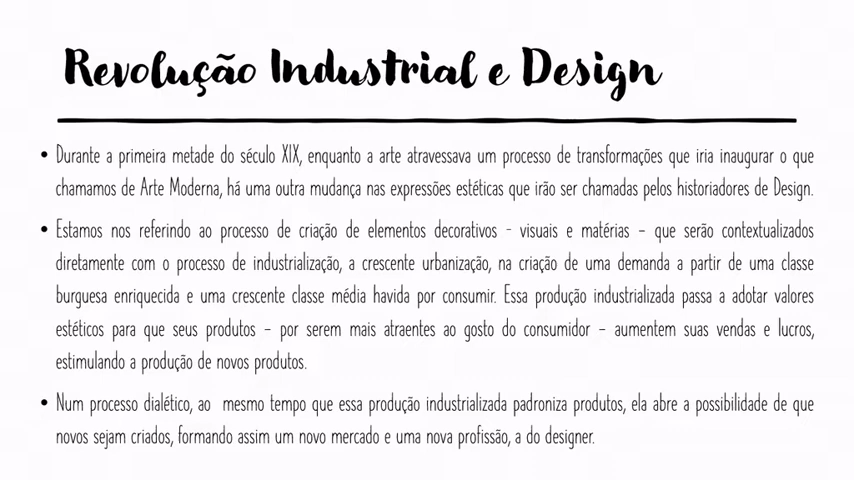 Revolução Industrial e Design
• Durante a primeira metade do século XIX, enquanto a arte atravessava um processo de transformações que iria inaugurar o que
chamamos de Arte Moderna, há uma outra mudança nas expressões estéticas que irão ser chamadas pelos historiadores de Design.
• Estamos nos referindo ao processo de criação de elementos decorativos - visuais e matérias – que serão contextualizados
diretamente com o processo de industrialização, a crescente urbanização, na criação de uma demanda a partir de uma classe
burguesa enriquecida e uma crescente classe média havida por consumir. Essa produção industrializada passa a adotar valores
estéticos para que seus produtos – por serem mais atraentes ao gosto do consumidor – aumentem suas vendas e lucros,
estimulando a produção de novos produtos.
• Num processo dialético, ao mesmo tempo que essa produção industrializada padroniza produtos, ela abre a possibilidade de que
novos sejam criados, formando assim um novo mercado e uma nova profissão, a do designer.